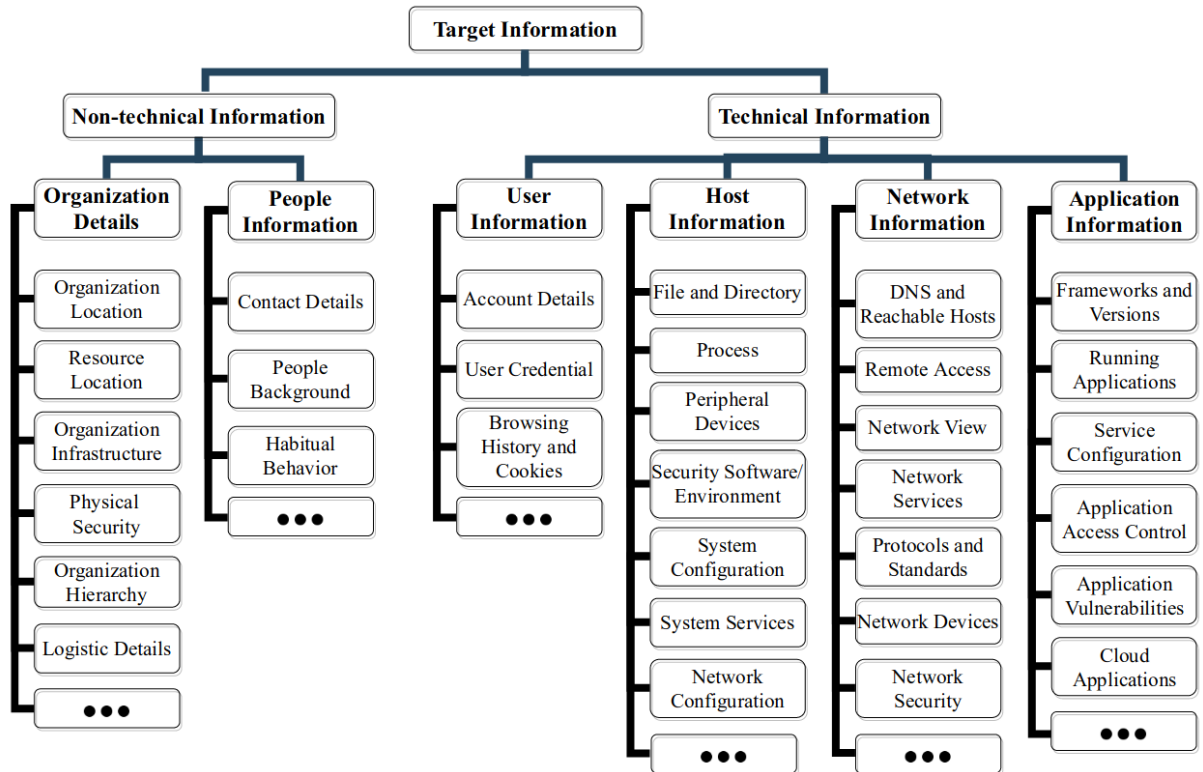 Target Information
Non-technical Information
Technical Information
Organization
Details
People
Information
User
Information
Host
Information
Network
Information
Application
Information
Organization
Location
Resource
Location
Organization
Infrastructure
Physical
Security
Organization
Hierarchy
Logistic Details
●●●
Contact Details
People
Background
Habitual
Behavior
●●●
Account Details
User Credential
Browsing
History and
Cookies
●●●
File and Directory
Process
Peripheral
Devices
Security Software/
Environment
System
Configuration
System Services
Network
Configuration
●●●
DNS and
Reachable Hosts
Remote Access
Network View
Network
Services
Protocols and
Standards
Network Devices
Network
Security
●●●
Frameworks and
Versions
Running
Applications
Service
Configuration
Application
Access Control
Application
Vulnerabilities
Cloud
Applications
●●●